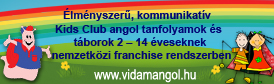 Élményszerű, kommunikatív
Kids Club angol tanfolyamok és
táborok 2 – 14 éveseknek
nemzetközi franchise rendszerben
www.vidamangol.hu